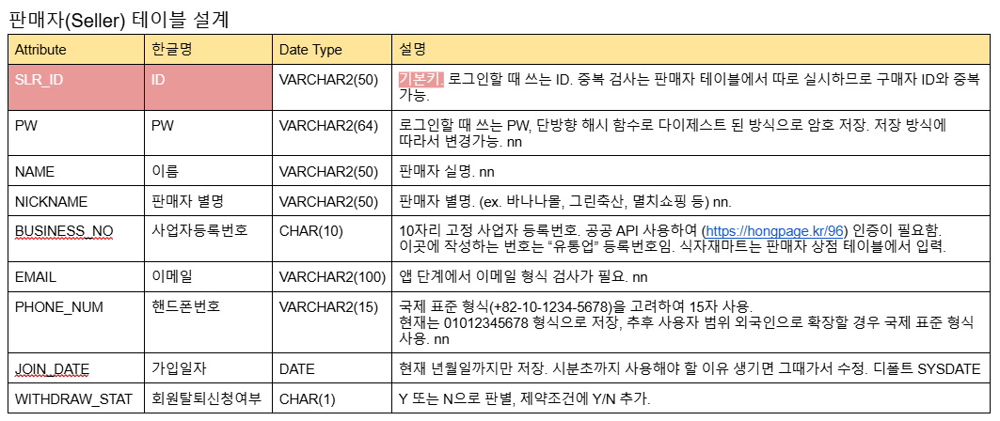 판매자(Seller) 테이블 설계
Attribute 한글명 Date Type 설명
SLR_ID ID VARCHAR2(50) 기본키. 로그인할 때 쓰는 ID. 중복 검사는 판매자 테이블에서 따로 실시하므로 구매자 ID와 중복
가능.
PW PW VARCHAR2(64) 로그인할 때 쓰는 PW, 단방향 해시 함수로 다이제스트 된 방식으로 암호 저장. 저장 방식에
따라서 변경가능. nn
NAME 이름 VARCHAR2(50) 판매자 실명. nn
NICKNAME 판매자 별명 VARCHAR2(50) 판매자 별명. (ex. 바나나몰, 그린축산, 멸치쇼핑 등) nn.
BUSINESS_NO 사업자등록번호 CHAR(10) 10자리 고정 사업자 등록번호. 공공 API 사용하여 (https://hongpage.kr/96) 인증이 필요함.
이곳에 작성하는 번호는 “유통업” 등록번호임. 식자재마트는 판매자 상점 테이블에서 입력.
EMAIL 이메일 VARCHAR2(100) 앱 단계에서 이메일 형식 검사가 필요. nn
PHONE_NUM 핸드폰번호 VARCHAR2(15) 국제 표준 형식(+82-10-1234-5678)을 고려하여 15자 사용.
현재는 01012345678 형식으로 저장, 추후 사용자 범위 외국인으로 확장할 경우 국제 표준 형식
사용. nn
JOIN_DATE 가입일자 DATE 현재 년월일까지만 저장. 시분초까지 사용해야 할 이유 생기면 그때가서 수정. 디폴트 SYSDATE
WITHDRAW_STAT 회원탈퇴신청여부 CHAR(1) Y 또는 N으로 판별, 제약조건에 Y/N 추가.